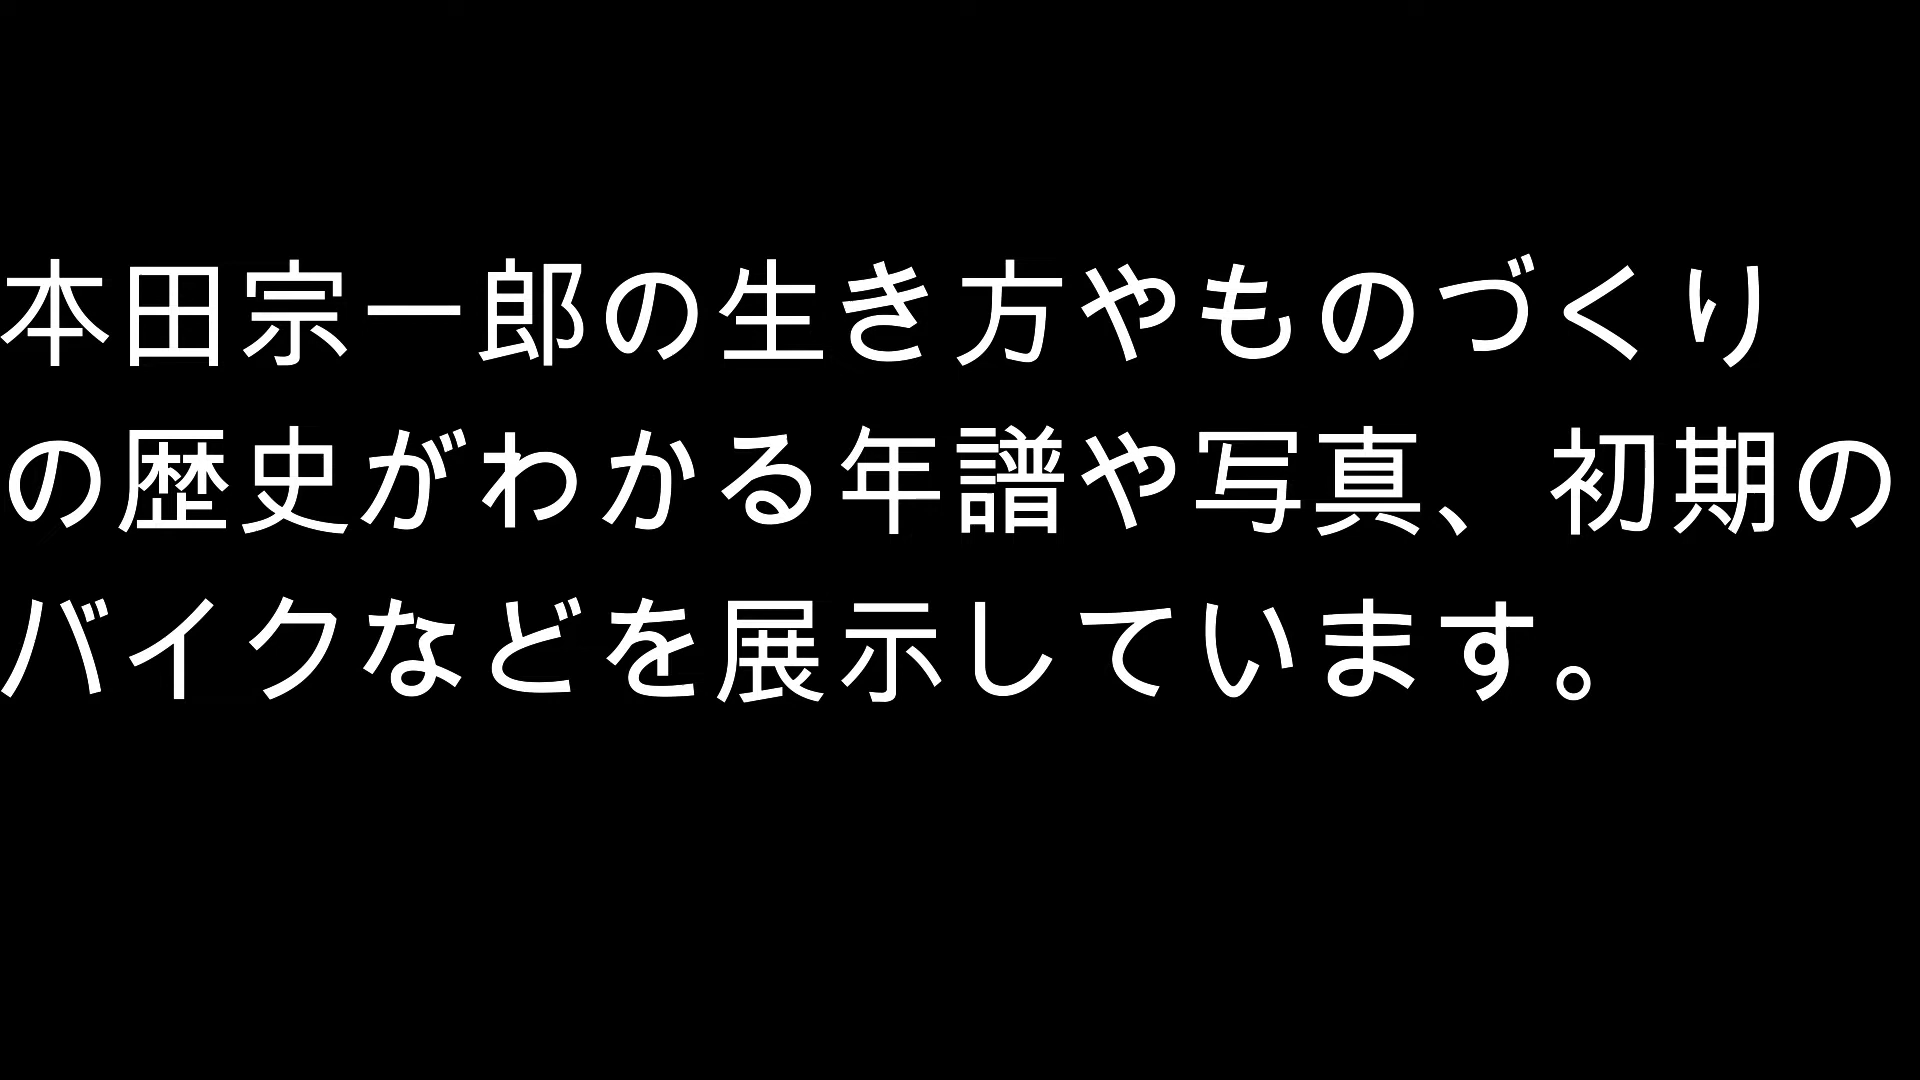 本田宗一郎の生き方やものづくり
の歴史がわかる年譜や写真、初期の
バイクなどを展示しています。